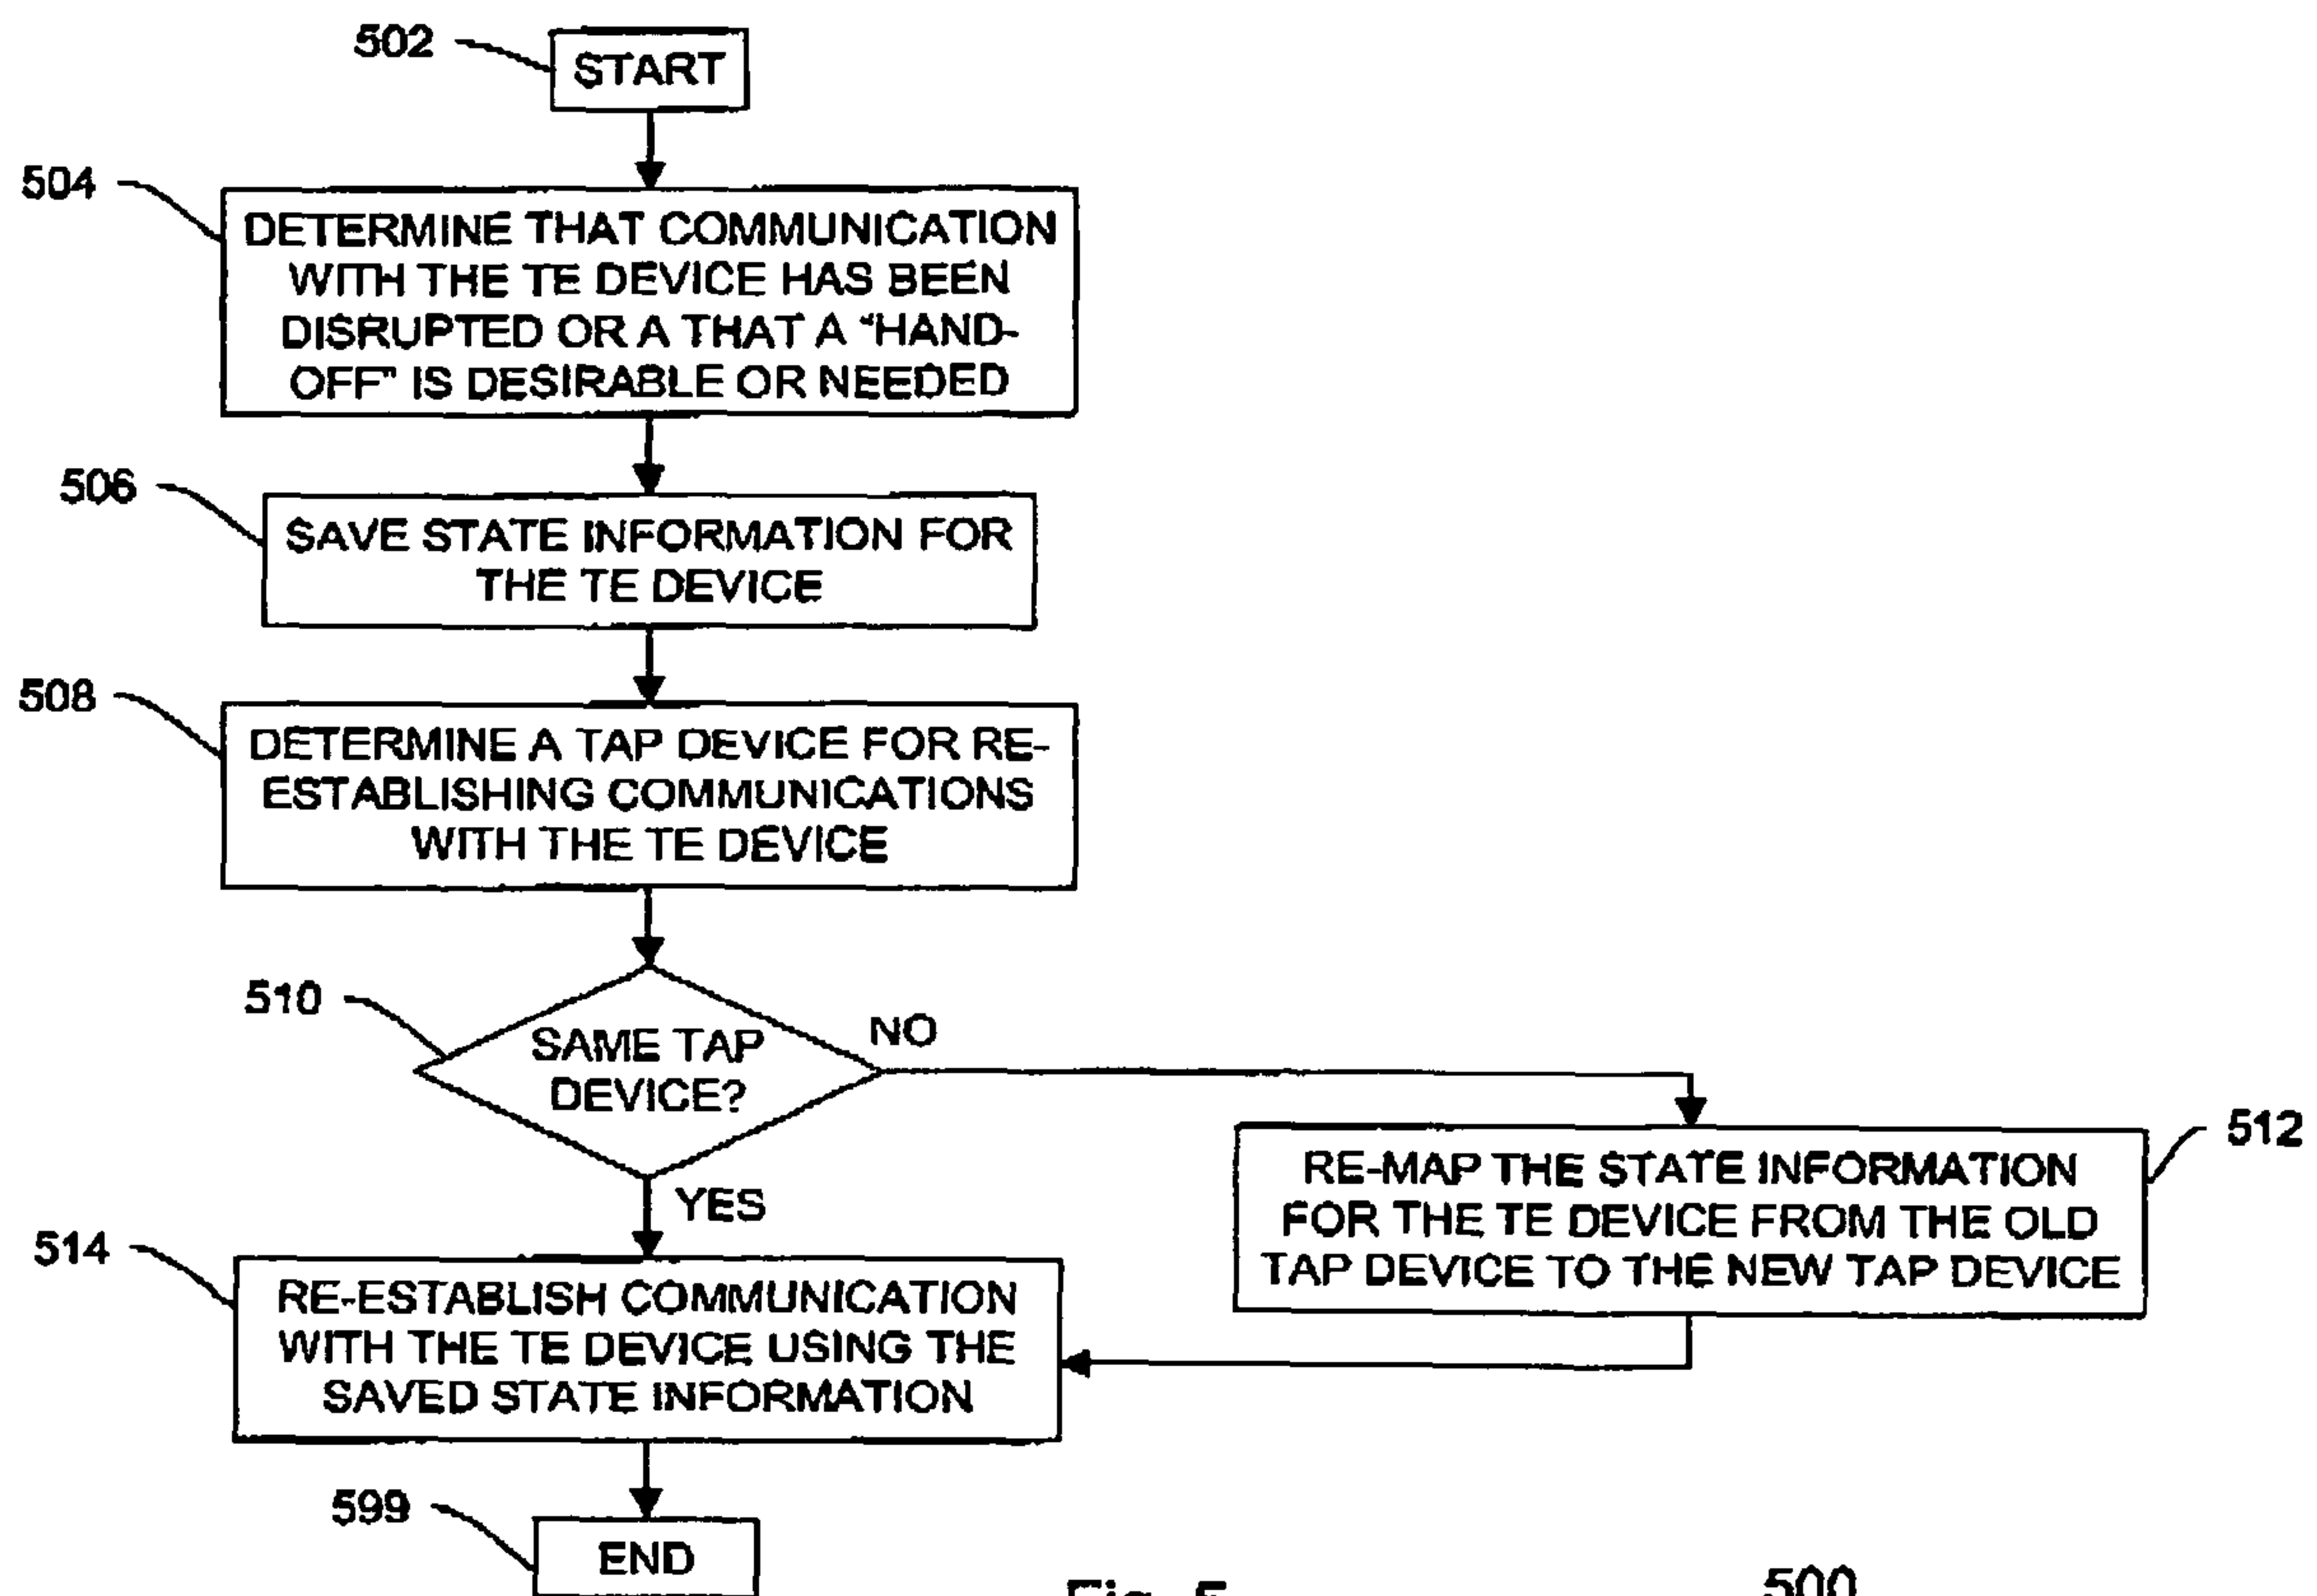 502
START
504
DETERMINE THAT COMMUNICATION
WITH THE TE DEVICE HAS BEEN
DISRUPTED OR A THAT A "HAND-
OFF" IS DESIRABLE OR NEEDED
506
SAVE STATE INFORMATION FOR
THE TE DEVICE
508
DETERMINE A TAP DEVICE FOR RE-
ESTABLISHING COMMUNICATIONS
WITH THE TE DEVICE
510
SAME TAP
DEVICE?
NO
YES
512
RE-MAP THE STATE INFORMATION
FOR THE TE DEVICE FROM THE OLD
TAP DEVICE TO THE NEW TAP DEVICE
514
RE-ESTABLISH COMMUNICATION
WITH THE TE DEVICE USING THE
SAVED STATE INFORMATION
599
END
Fig. 5
500